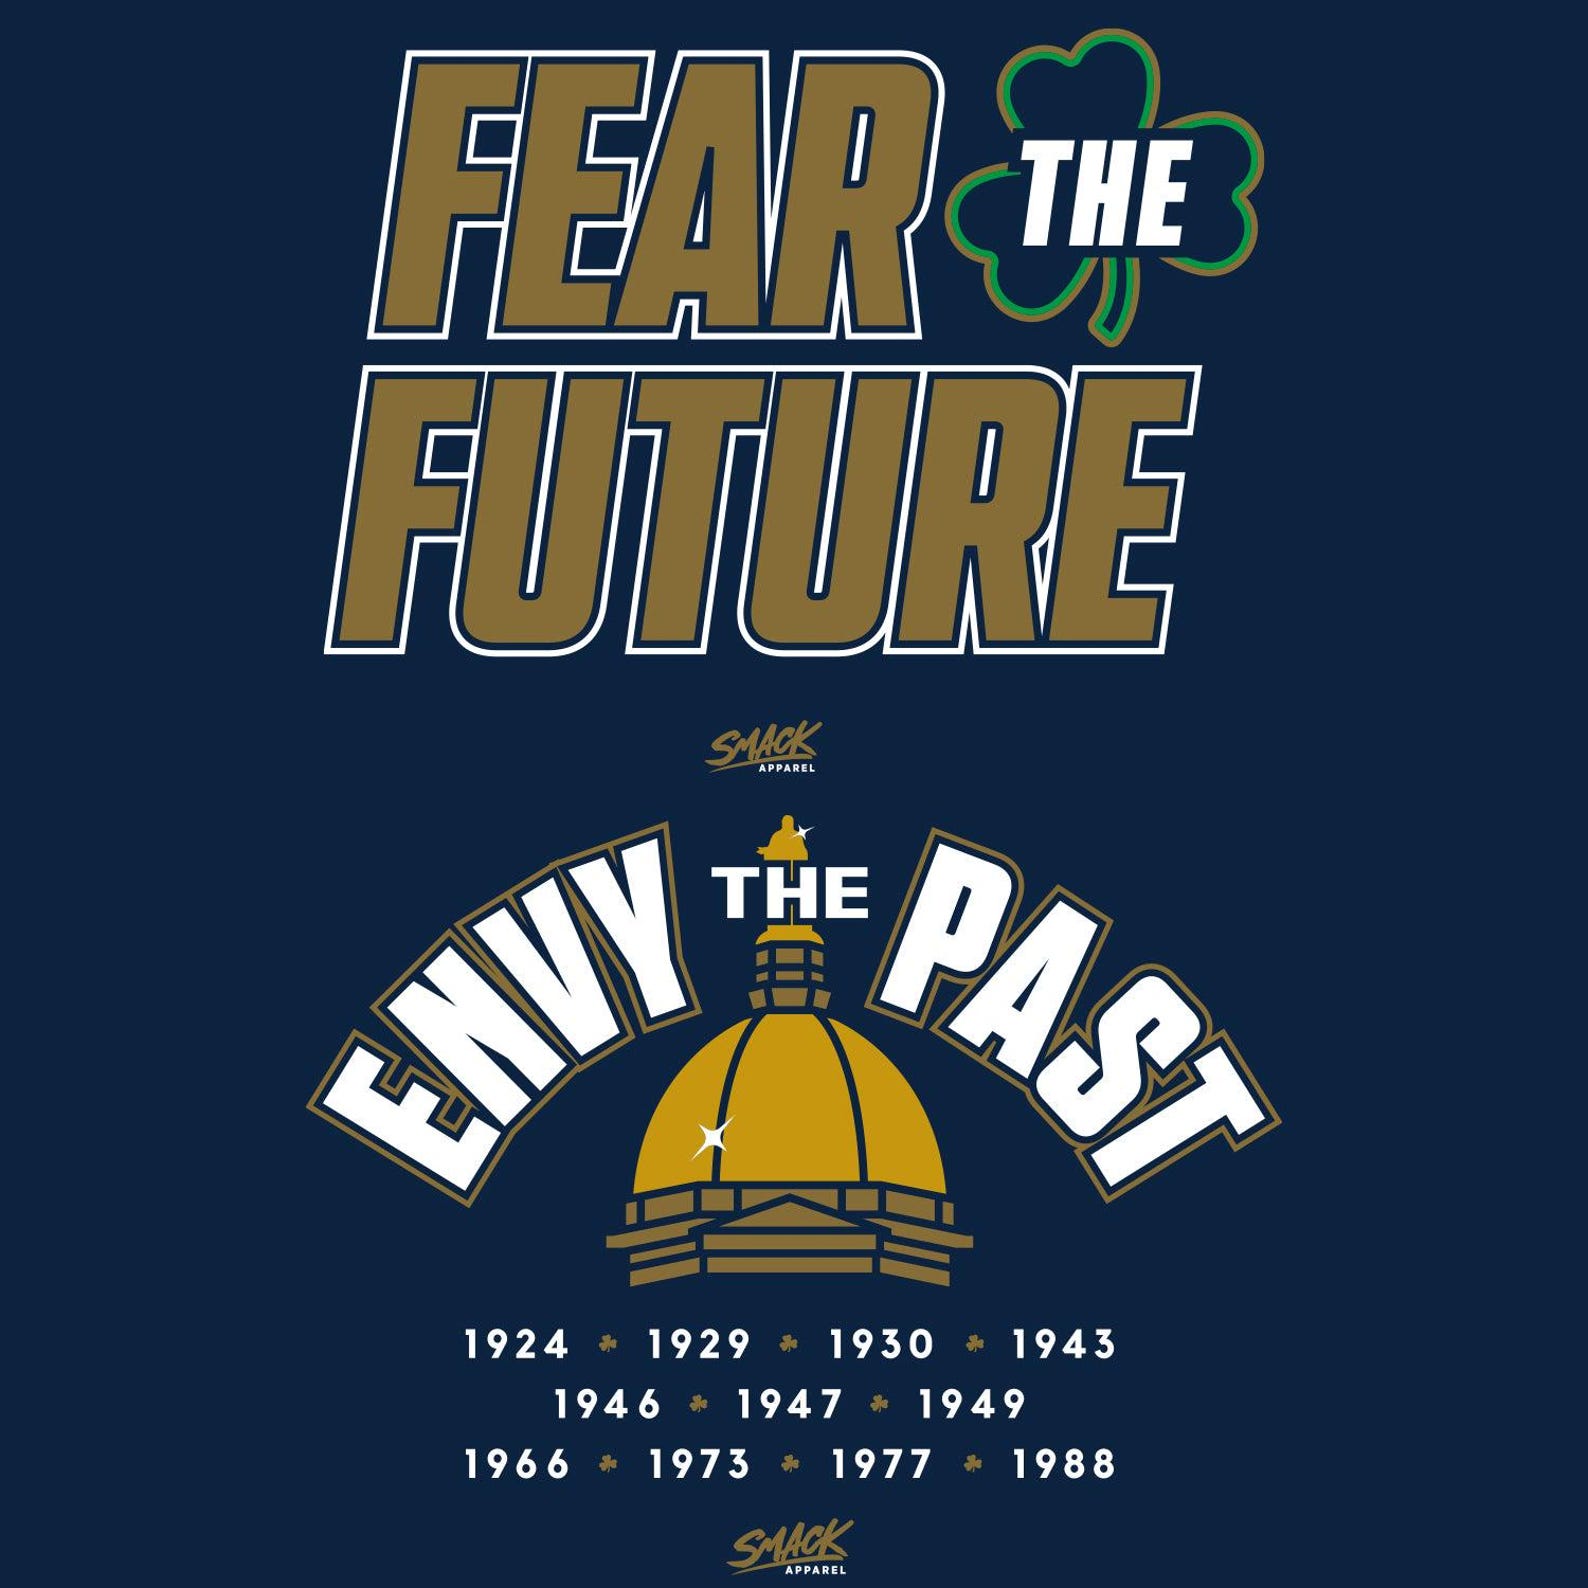 FEAR THE
FUTURE
SMACK
APPAREL
ENVY THE PAST
1924 1929 1930 1943
1946 1947 1949
1966 1973 1977 1988
SMACK
APPAREL